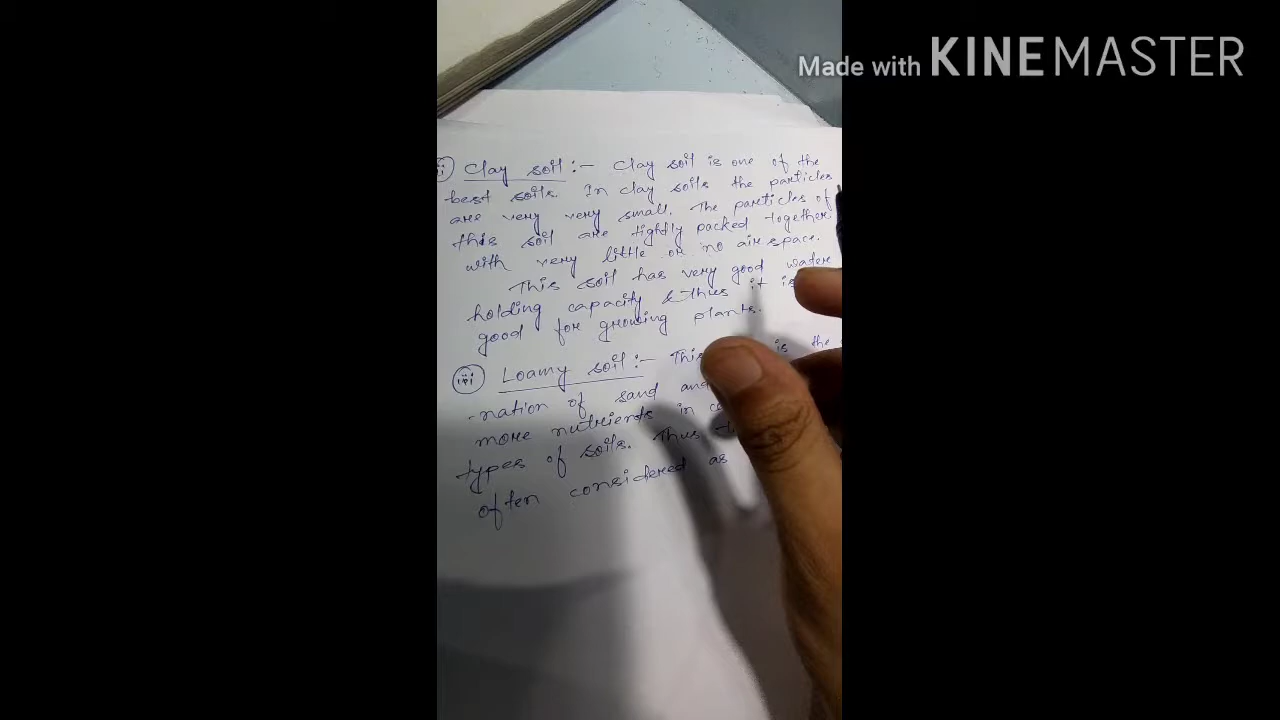 Made with KINEMASTER
Clay soil :- Clay soil is one of the
best soils. In clay soils the particles
are very very small. The particles of
this soil are tightly packed together
with very little or no air space.
This soil has very good water
holding capacity & thus it is
good for growing plants.
iii Loamy soil :- This is the
-nation of sand and
more nutrients in
types of soils. Thus
often considered as